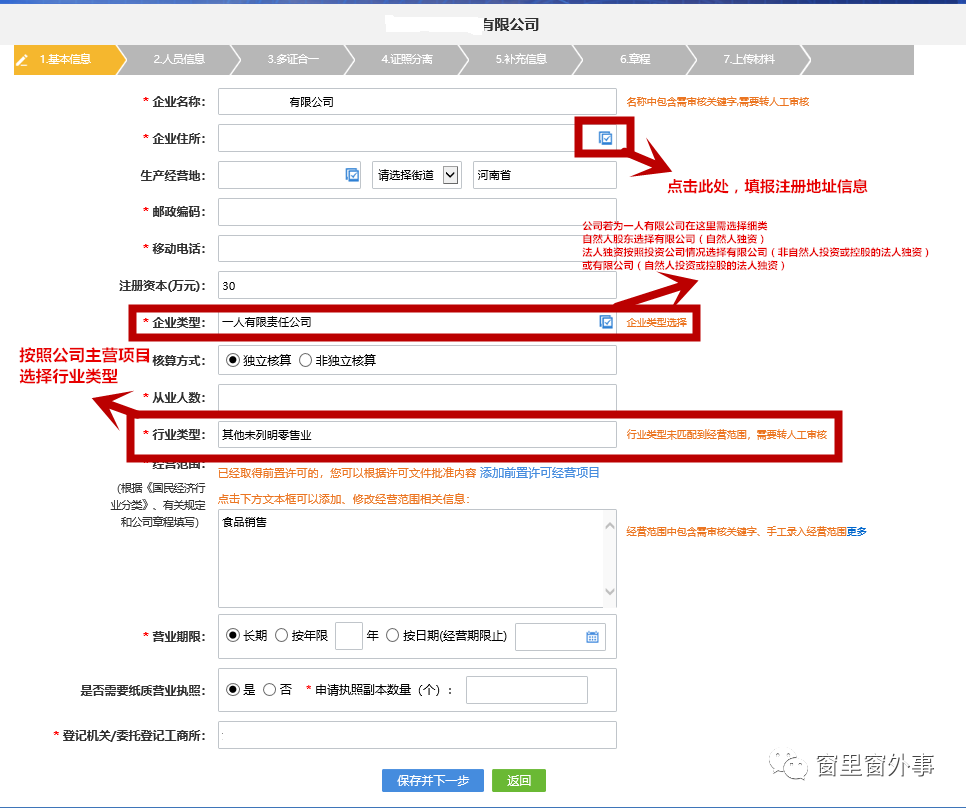 有限公司
1.基本信息 2.人员信息 3.多证合一 4.证照分离 5.补充信息 6.章程 7.上传材料
* 企业名称： 有限公司 名称中包含需审核关键字,需要转人工审核
* 企业住所：
点击此处，填报注册地址信息
生产经营地： 请选择街道 河南省
* 邮政编码：
公司若为一人有限公司在这里需选择细类
自然人股东选择有限公司（自然人独资）
法人独资按照投资公司情况选择有限公司（非自然人投资或控股的法人独资）
或有限公司（自然人投资或控股的法人独资）
* 移动电话：
注册资本(万元)： 30
* 企业类型： 一人有限责任公司 企业类型选择
按照公司主营项目
选择行业类型
核算方式： 独立核算 非独立核算
* 从业人数：
* 行业类型： 其他未列明零售业 行业类型未匹配到经营范围，需要转人工审核
* 经营范围：
(根据《国民经济行
业分类》、有关规定
和公司章程填写)
已经取得前置许可的，您可以根据许可文件批准内容 添加前置许可经营项目
点击下方文本框可以添加、修改经营范围相关信息：
食品销售
经营范围中包含需审核关键字、手工录入经营范围更多
* 营业期限： 长期 按年限 年 按日期(经营期限止)
是否需要纸质营业执照： 是 否 * 申请执照副本数量（个）：
* 登记机关/委托登记工商所：
保存并下一步 返回
窗里窗外事